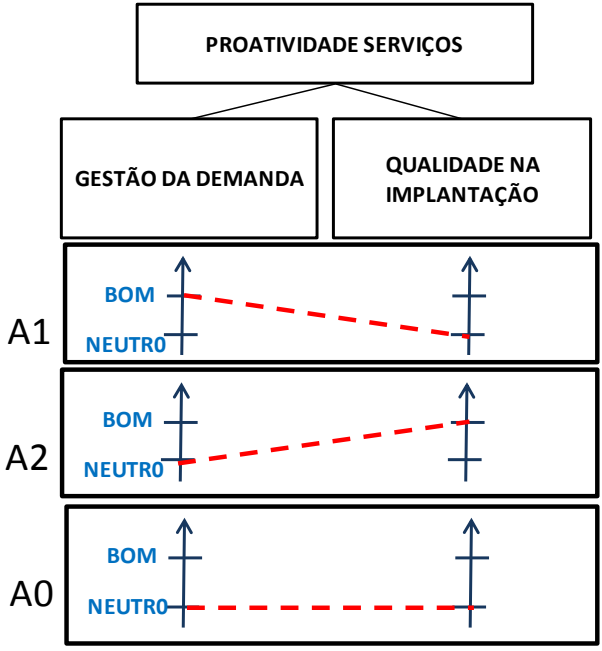 PROATIVIDADE SERVIÇOS
GESTÃO DA DEMANDA
QUALIDADE NA
IMPLANTAÇÃO
A1
BOM
NEUTR0
A2
BOM
NEUTR0
A0
BOM
NEUTR0